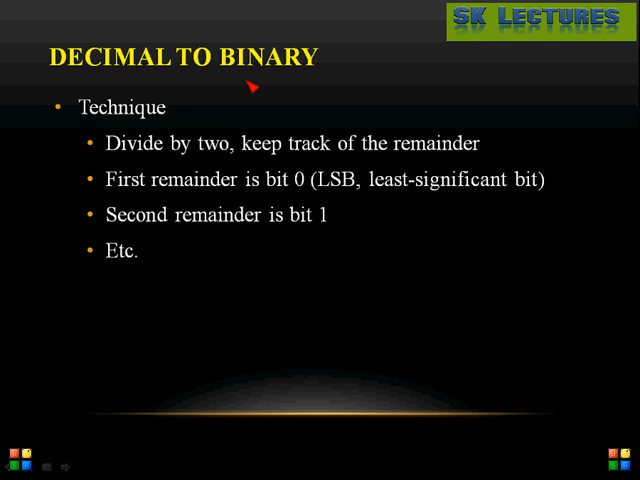 SK LECTURES
DECIMAL TO BINARY
• Technique
• Divide by two, keep track of the remainder
• First remainder is bit 0 (LSB, least-significant bit)
• Second remainder is bit 1
• Etc.